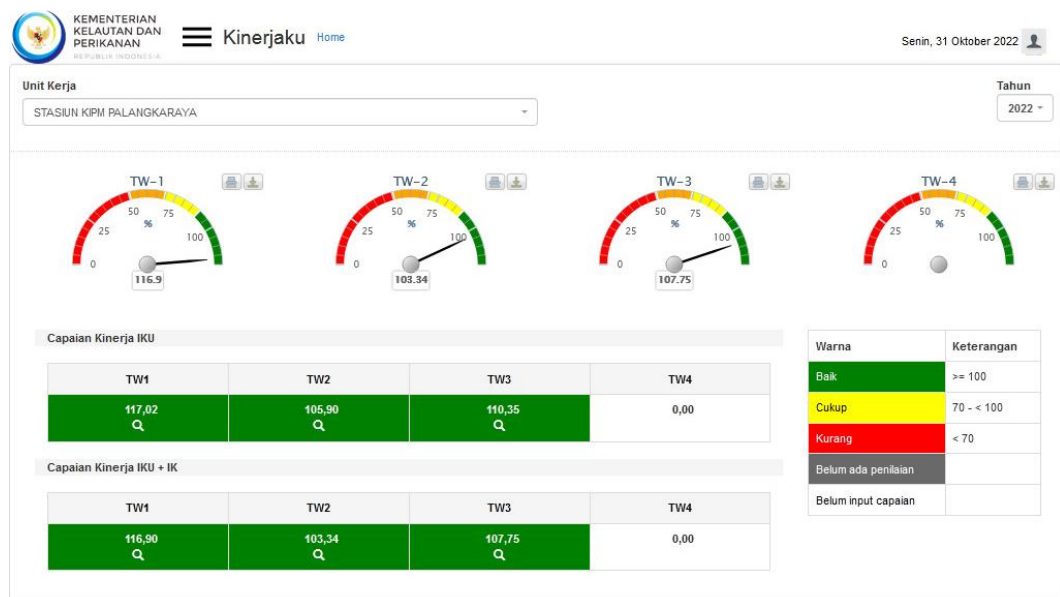 KEMENTERIAN
KELAUTAN DAN
PERIKANAN
REPUBLIK INDONESIA
Kinerjaku Home
Senin, 31 Oktober 2022
Unit Kerja
STASIUN KIPM PALANGKARAYA
Tahun
2022
TW-1
0 25 50 75 100
%
116.9
TW-2
0 25 50 75 100
%
103.34
TW-3
0 25 50 75 100
%
107.75
TW-4
0 25 50 75 100
%
Capaian Kinerja IKU
TW1 TW2 TW3 TW4
117,02 105,90 110,35 0,00
Capaian Kinerja IKU + IK
TW1 TW2 TW3 TW4
116,90 103,34 107,75 0,00
Warna Keterangan
Baik >= 100
Cukup 70 - < 100
Kurang < 70
Belum ada penilaian
Belum input capaian